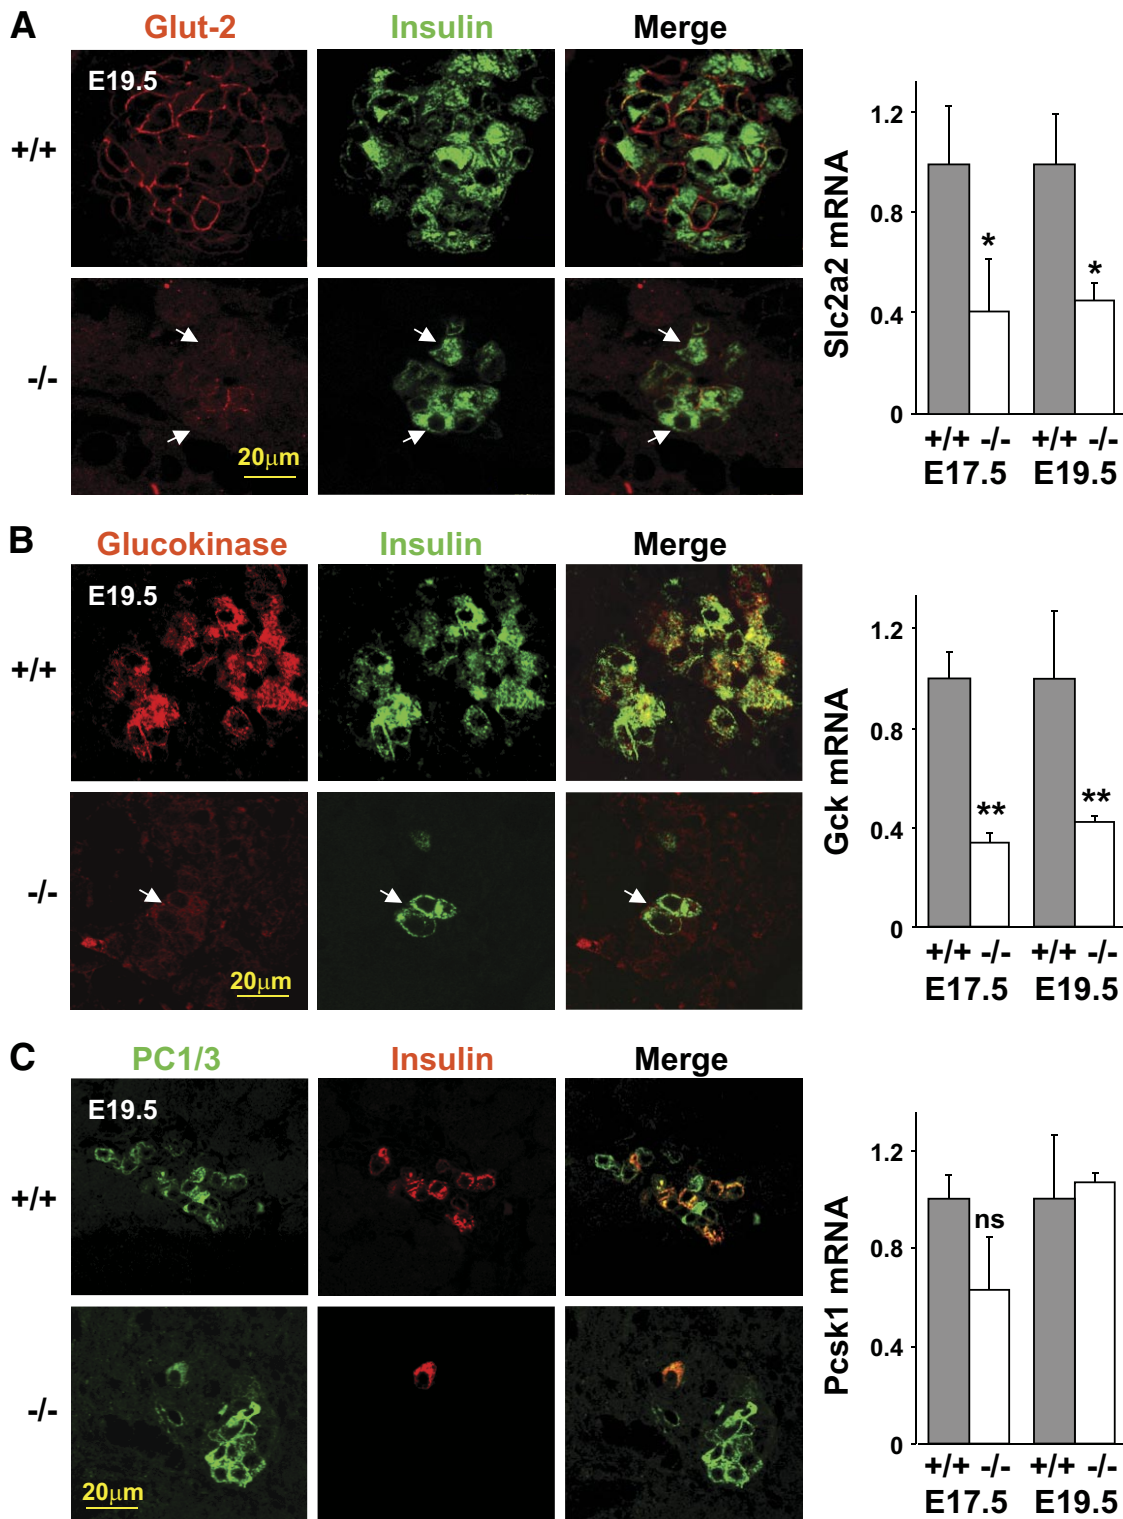 A
Glut-2 Insulin Merge
E19.5
+/+
-/-
20μm
Slc2a2 mRNA
1.2
0.8
0.4
0
* *
+/+ -/- +/+ -/-
E17.5 E19.5
B
Glucokinase Insulin Merge
E19.5
+/+
-/-
20μm
Gck mRNA
1.2
0.8
0.4
0
** **
+/+ -/- +/+ -/-
E17.5 E19.5
C
PC1/3 Insulin Merge
E19.5
+/+
-/-
20μm
Pcsk1 mRNA
1.2
0.8
0.4
0
ns
+/+ -/- +/+ -/-
E17.5 E19.5